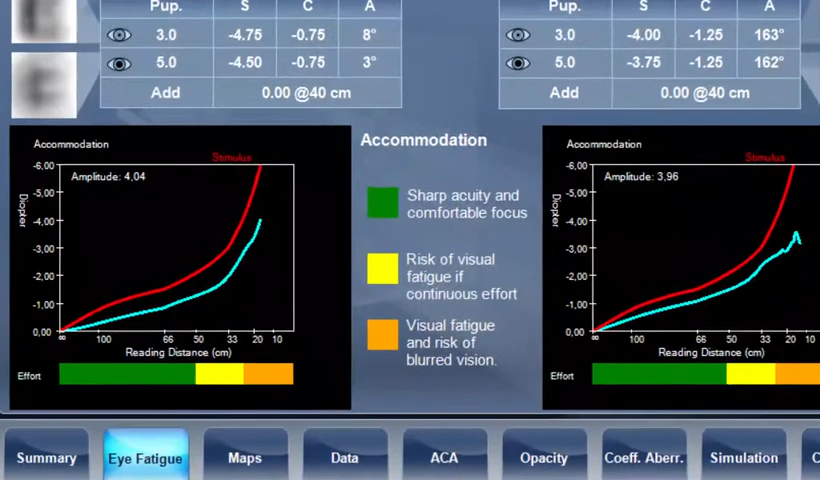 Pup. S C A
3.0 -4.75 -0.75 8°
5.0 -4.50 -0.75 3°
Add 0.00 @40 cm
Pup. S C A
3.0 -4.00 -1.25 163°
5.0 -3.75 -1.25 162°
Add 0.00 @40 cm
Accommodation
Stimulus
Amplitude: 4,04
-6,00
-5,00
-4,00
-3,00
-2,00
-1,00
0,00
Diopter
∞ 100 66 50 33 20 10
Reading Distance (cm)
Effort
Accommodation
Sharp acuity and
comfortable focus
Risk of visual
fatigue if
continuous effort
Visual fatigue
and risk of
blurred vision.
Accommodation
Stimulus
Amplitude: 3,96
-6,00
-5,00
-4,00
-3,00
-2,00
-1,00
0,00
Diopter
∞ 100 66 50 33 20 10
Reading Distance (cm)
Effort
Summary Eye Fatigue Maps Data ACA Opacity Coeff. Aberr. Simulation C